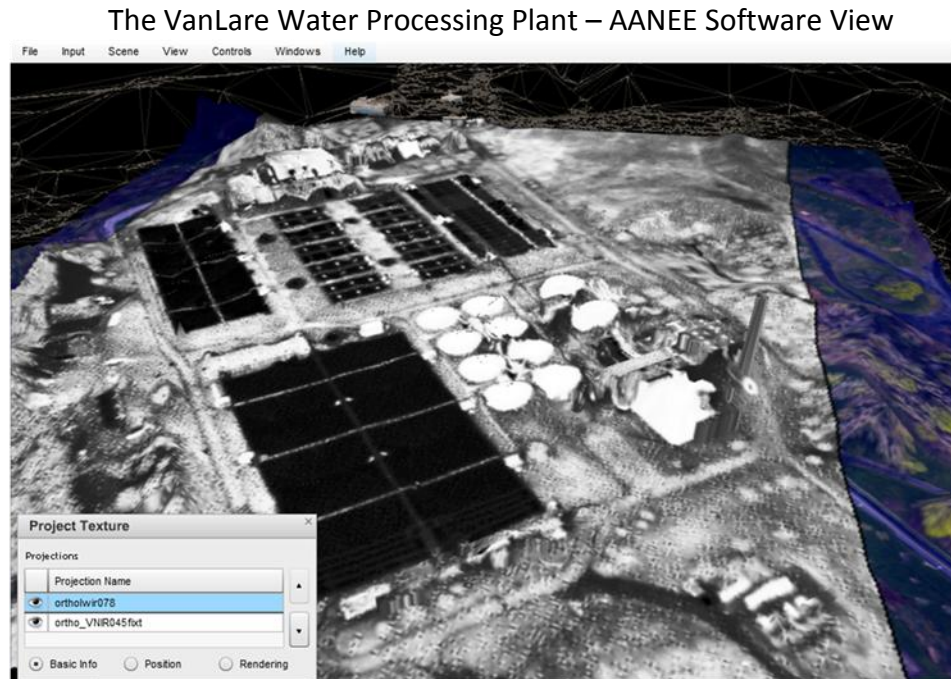 The VanLare Water Processing Plant – AANEE Software View
File Input Scene View Controls Windows Help
Project Texture
Projections
Projection Name
ortholwir078
ortho_VNIR045fixt
Basic Info Position Rendering